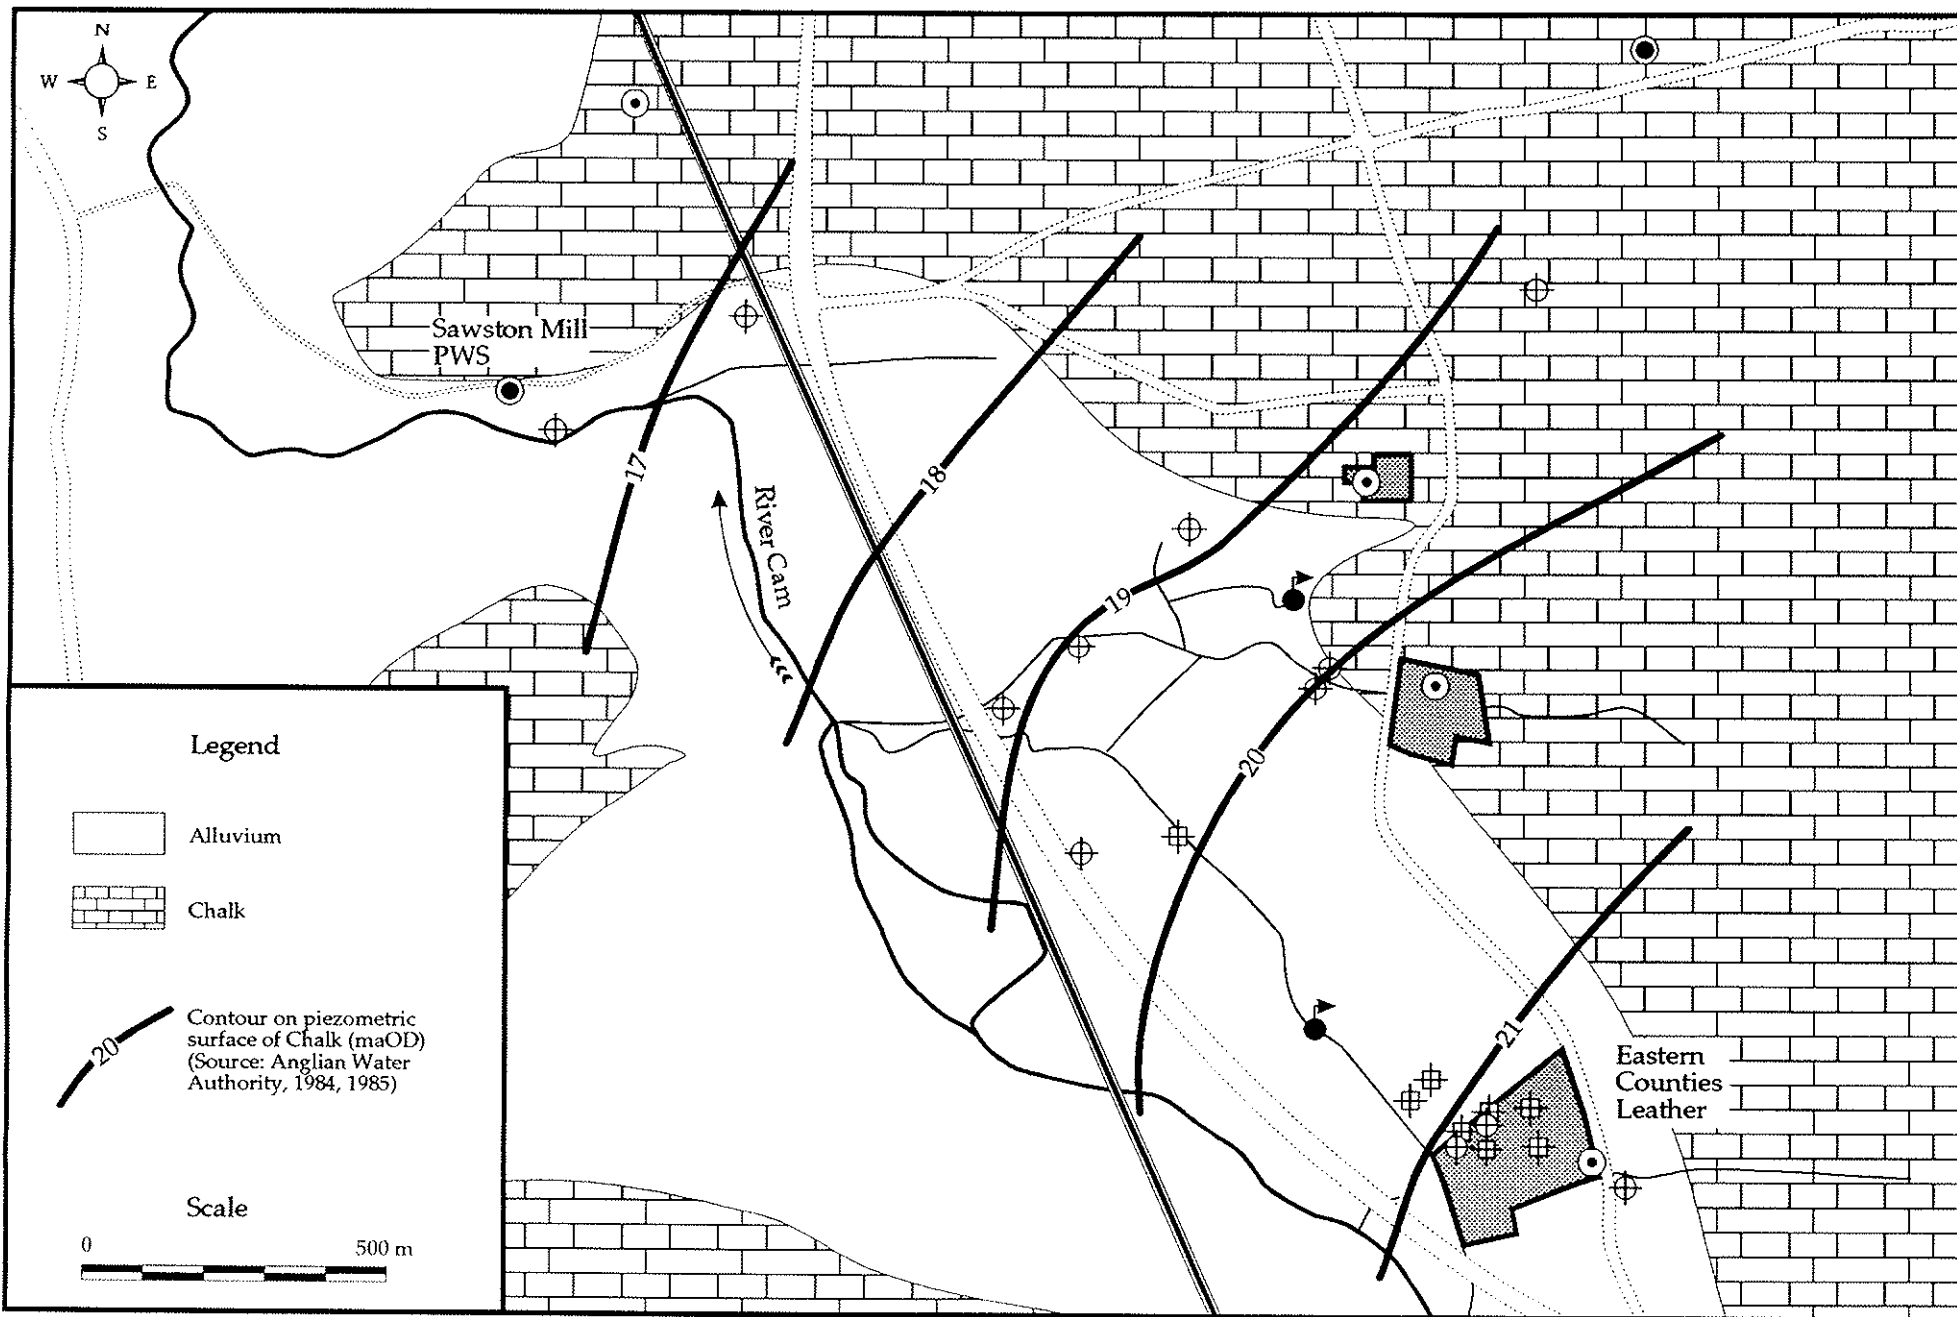 N
W E
S
Sawston Mill
PWS
17
18
River Cam
19
20
21
Eastern
Counties
Leather
Legend
Alluvium
Chalk
20
Contour on piezometric
surface of Chalk (maOD)
(Source: Anglian Water
Authority, 1984, 1985)
Scale
0 500 m